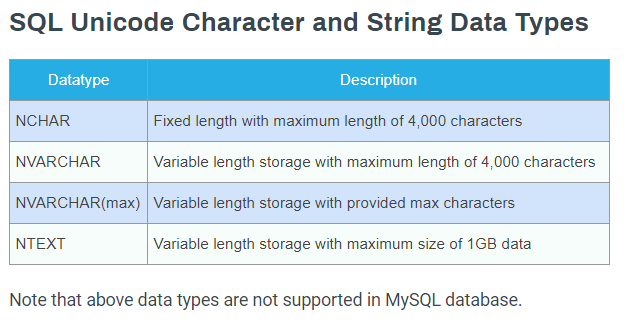 SQL Unicode Character and String Data Types
Datatype Description
NCHAR Fixed length with maximum length of 4,000 characters
NVARCHAR Variable length storage with maximum length of 4,000 characters
NVARCHAR(max) Variable length storage with provided max characters
NTEXT Variable length storage with maximum size of 1GB data
Note that above data types are not supported in MySQL database.